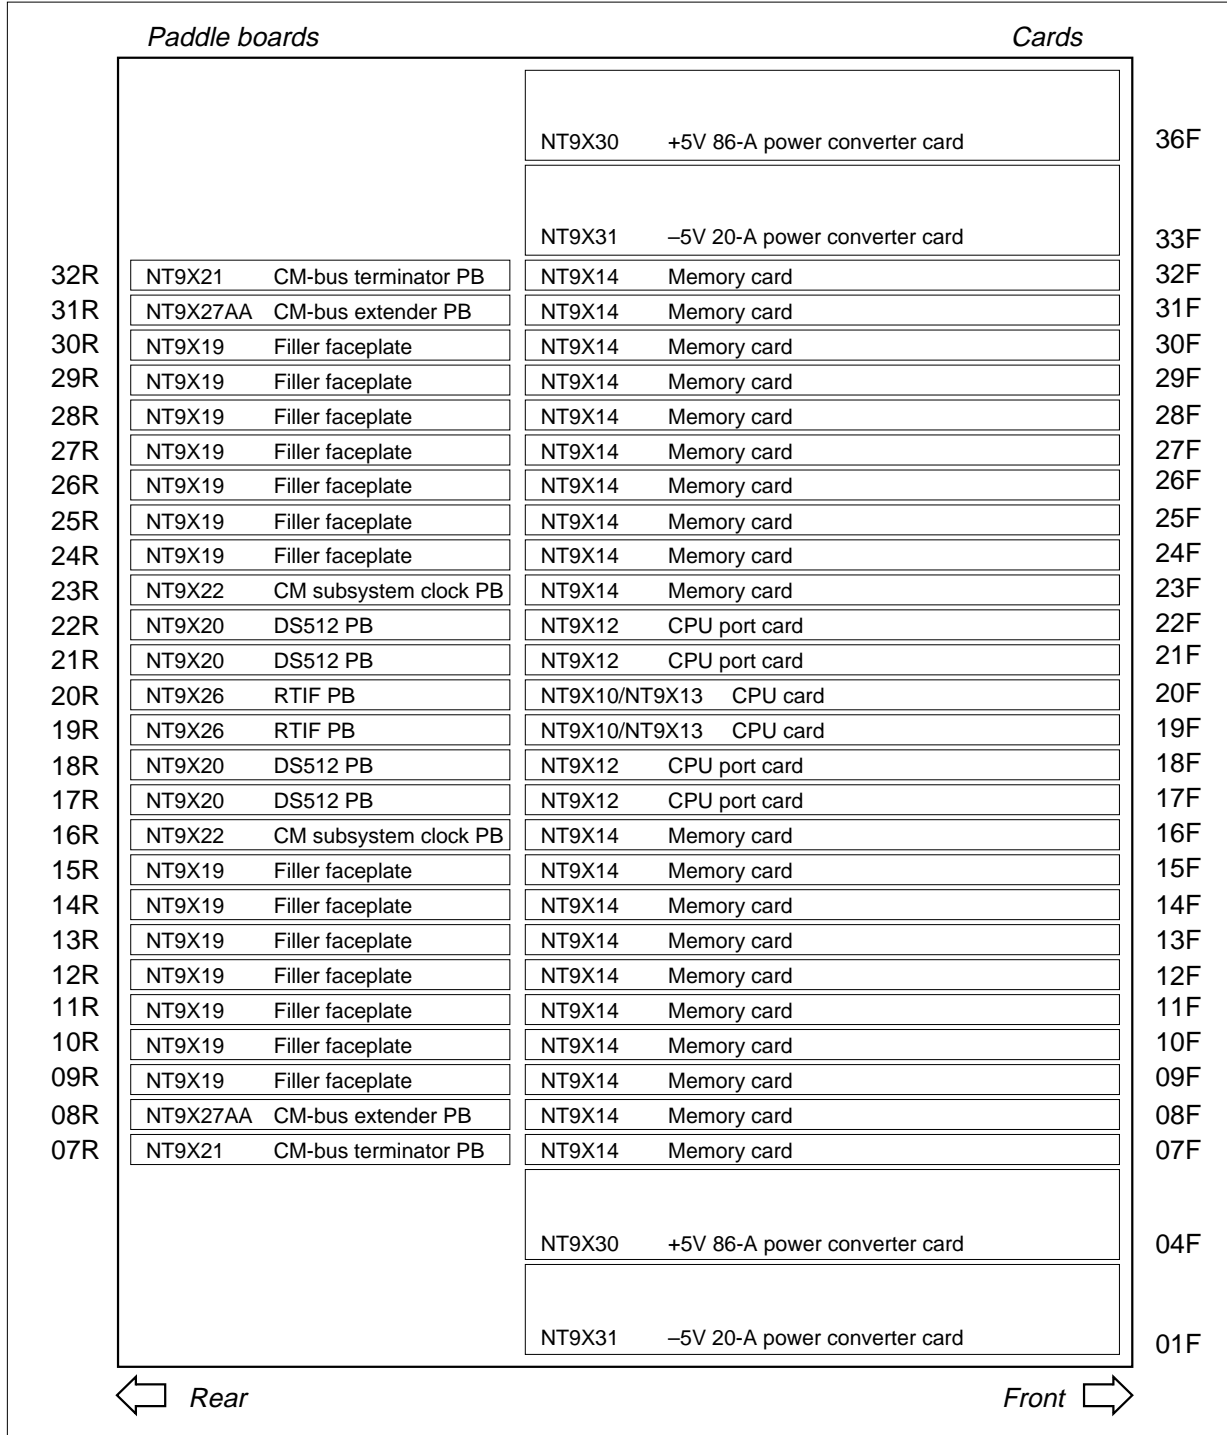 Paddle boards Cards
NT9X30 +5V 86-A power converter card 36F
NT9X31 –5V 20-A power converter card 33F
32R NT9X21 CM-bus terminator PB NT9X14 Memory card 32F
31R NT9X27AA CM-bus extender PB NT9X14 Memory card 31F
30R NT9X19 Filler faceplate NT9X14 Memory card 30F
29R NT9X19 Filler faceplate NT9X14 Memory card 29F
28R NT9X19 Filler faceplate NT9X14 Memory card 28F
27R NT9X19 Filler faceplate NT9X14 Memory card 27F
26R NT9X19 Filler faceplate NT9X14 Memory card 26F
25R NT9X19 Filler faceplate NT9X14 Memory card 25F
24R NT9X19 Filler faceplate NT9X14 Memory card 24F
23R NT9X22 CM subsystem clock PB NT9X14 Memory card 23F
22R NT9X20 DS512 PB NT9X12 CPU port card 22F
21R NT9X20 DS512 PB NT9X12 CPU port card 21F
20R NT9X26 RTIF PB NT9X10/NT9X13 CPU card 20F
19R NT9X26 RTIF PB NT9X10/NT9X13 CPU card 19F
18R NT9X20 DS512 PB NT9X12 CPU port card 18F
17R NT9X20 DS512 PB NT9X12 CPU port card 17F
16R NT9X22 CM subsystem clock PB NT9X14 Memory card 16F
15R NT9X19 Filler faceplate NT9X14 Memory card 15F
14R NT9X19 Filler faceplate NT9X14 Memory card 14F
13R NT9X19 Filler faceplate NT9X14 Memory card 13F
12R NT9X19 Filler faceplate NT9X14 Memory card 12F
11R NT9X19 Filler faceplate NT9X14 Memory card 11F
10R NT9X19 Filler faceplate NT9X14 Memory card 10F
09R NT9X19 Filler faceplate NT9X14 Memory card 09F
08R NT9X27AA CM-bus extender PB NT9X14 Memory card 08F
07R NT9X21 CM-bus terminator PB NT9X14 Memory card 07F
NT9X30 +5V 86-A power converter card 04F
NT9X31 –5V 20-A power converter card 01F
Rear Front